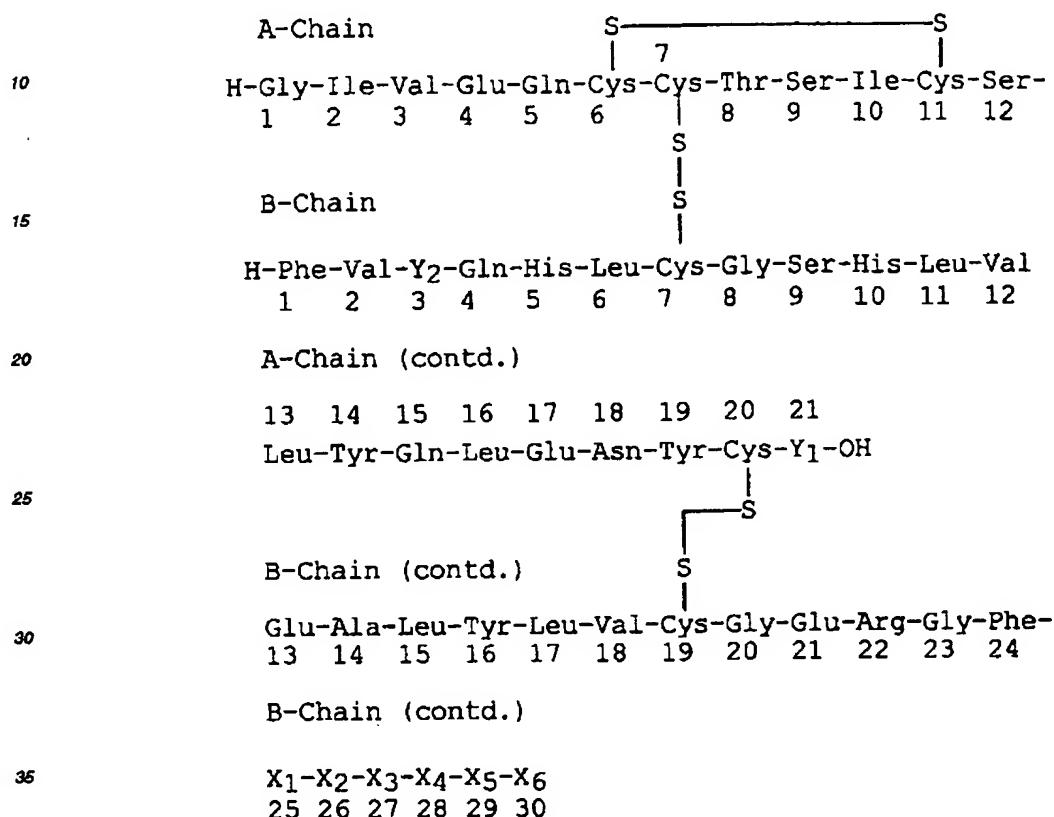 A-Chain S S
7
10 H-Gly-Ile-Val-Glu-Gln-Cys-Cys-Thr-Ser-Ile-Cys-Ser-
1 2 3 4 5 6 8 9 10 11 12
S
B-Chain S
15
H-Phe-Val-Y2-Gln-His-Leu-Cys-Gly-Ser-His-Leu-Val
1 2 3 4 5 6 7 8 9 10 11 12
20 A-Chain (contd.)
13 14 15 16 17 18 19 20 21
Leu-Tyr-Gln-Leu-Glu-Asn-Tyr-Cys-Y1-OH
25 S
B-Chain (contd.) S
30 Glu-Ala-Leu-Tyr-Leu-Val-Cys-Gly-Glu-Arg-Gly-Phe-
13 14 15 16 17 18 19 20 21 22 23 24
B-Chain (contd.)
35 X1-X2-X3-X4-X5-X6
25 26 27 28 29 30